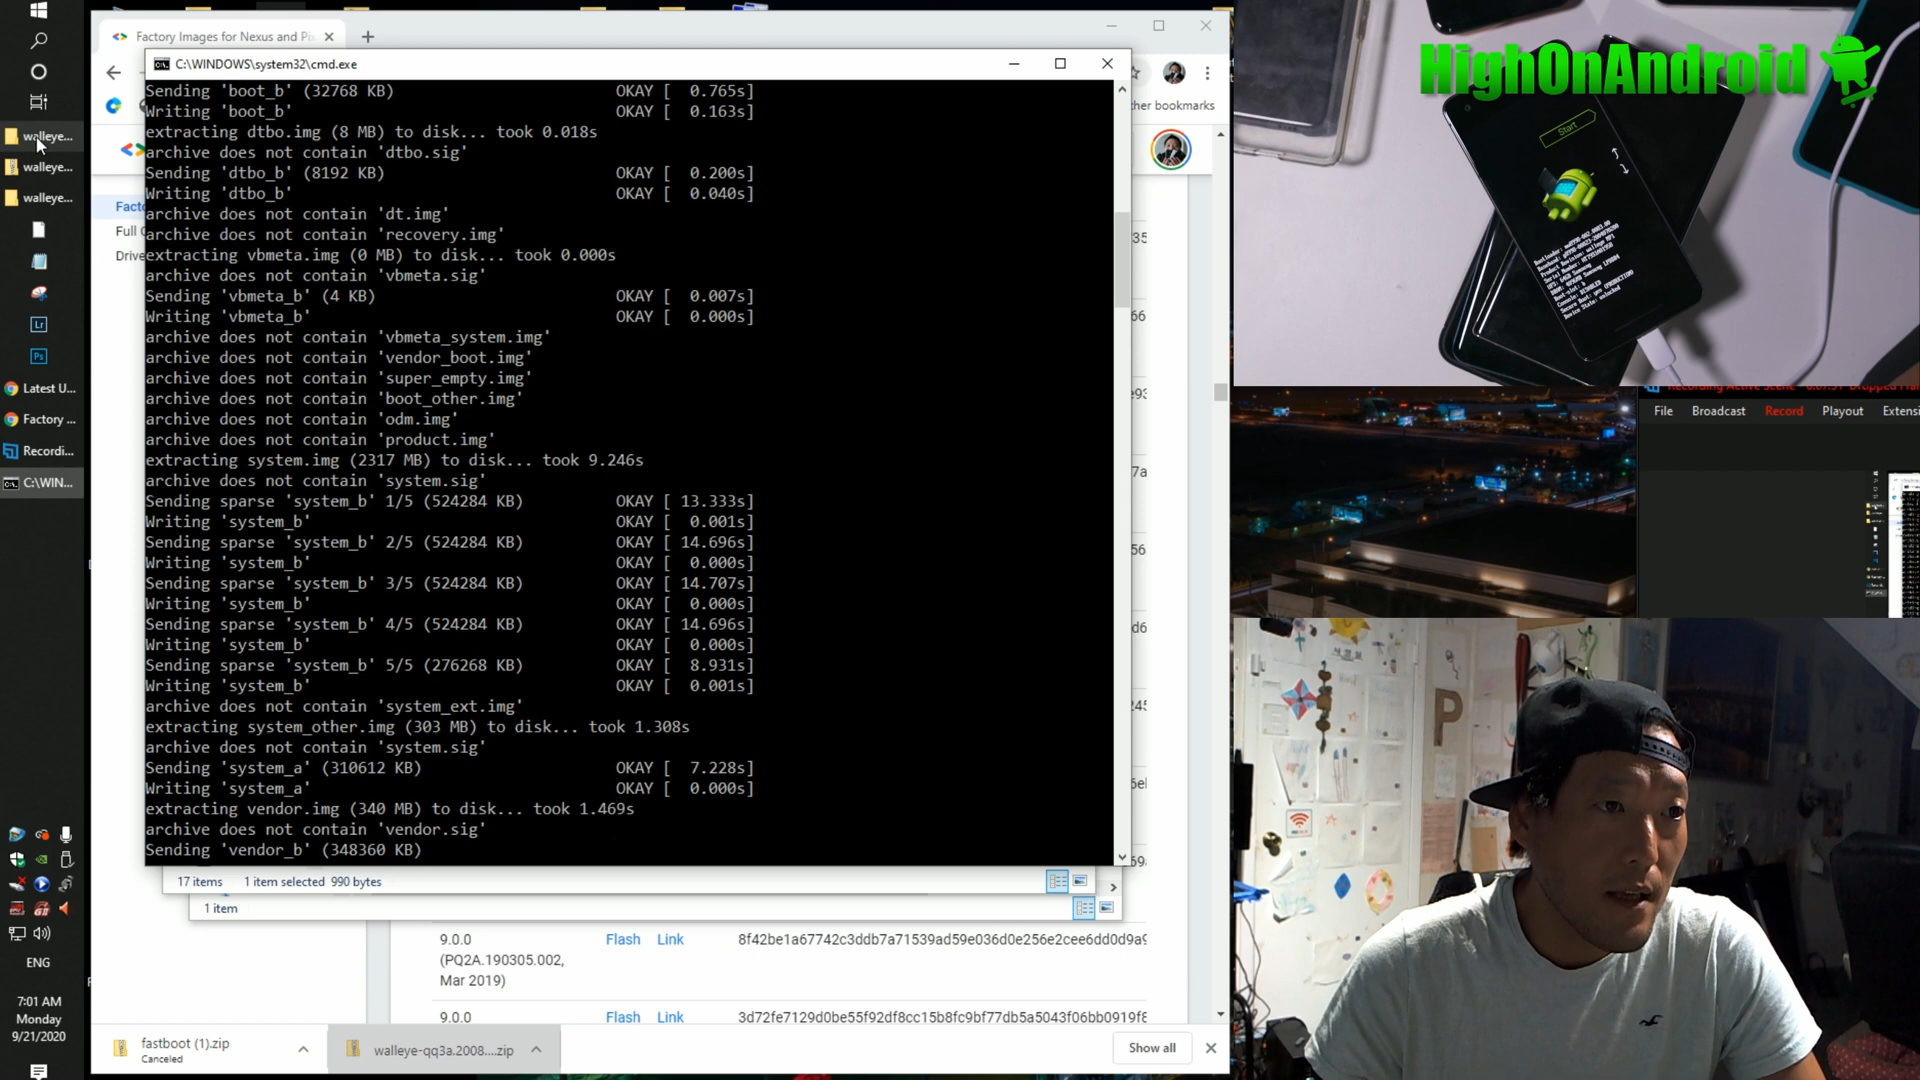 Factory Images for Nexus and Pi
C:\WINDOWS\system32\cmd.exe
Sending 'boot_b' (32768 KB) OKAY [ 0.765s]
Writing 'boot_b' OKAY [ 0.163s]
extracting dtbo.img (8 MB) to disk... took 0.018s
archive does not contain 'dtbo.sig'
Sending 'dtbo_b' (8192 KB) OKAY [ 0.200s]
Writing 'dtbo_b' OKAY [ 0.040s]
archive does not contain 'dt.img'
archive does not contain 'recovery.img'
extracting vbmeta.img (0 MB) to disk... took 0.000s
archive does not contain 'vbmeta.sig'
Sending 'vbmeta_b' (4 KB) OKAY [ 0.007s]
Writing 'vbmeta_b' OKAY [ 0.000s]
archive does not contain 'vbmeta_system.img'
archive does not contain 'vendor_boot.img'
archive does not contain 'super_empty.img'
archive does not contain 'boot_other.img'
archive does not contain 'odm.img'
archive does not contain 'product.img'
extracting system.img (2317 MB) to disk... took 9.246s
archive does not contain 'system.sig'
Sending sparse 'system_b' 1/5 (524284 KB) OKAY [ 13.333s]
Writing 'system_b' OKAY [ 0.001s]
Sending sparse 'system_b' 2/5 (524284 KB) OKAY [ 14.696s]
Writing 'system_b' OKAY [ 0.000s]
Sending sparse 'system_b' 3/5 (524284 KB) OKAY [ 14.707s]
Writing 'system_b' OKAY [ 0.000s]
Sending sparse 'system_b' 4/5 (524284 KB) OKAY [ 14.696s]
Writing 'system_b' OKAY [ 0.000s]
Sending sparse 'system_b' 5/5 (276268 KB) OKAY [ 8.931s]
Writing 'system_b' OKAY [ 0.001s]
archive does not contain 'system_ext.img'
extracting system_other.img (303 MB) to disk... took 1.308s
archive does not contain 'system.sig'
Sending 'system_a' (310612 KB) OKAY [ 7.228s]
Writing 'system_a' OKAY [ 0.000s]
extracting vendor.img (340 MB) to disk... took 1.469s
archive does not contain 'vendor.sig'
Sending 'vendor_b' (348360 KB)
17 items 1 item selected 990 bytes
1 item
9.0.0 Flash Link 8f42be1a67742c3ddb7a71539ad59e036d0e256e2cee6dd0d9a9
(PQ2A.190305.002,
Mar 2019)
9.0.0 Flash Link 3d72fe7129d0be55f92df8cc15b8fc9bf77db5a5043f06bb0919f8
fastboot (1).zip
Canceled
walleye-qq3a.2008....zip
Show all
her bookmarks
Fact
Full
Drive
walleye...
walleye...
walleye...
Lr
Ps
Latest U...
Factory ...
Recordi...
C:\WIN...
ENG
7:01 AM
Monday
9/21/2020
HighOnAndroid
Start
File Broadcast Record Playout Extensi
P